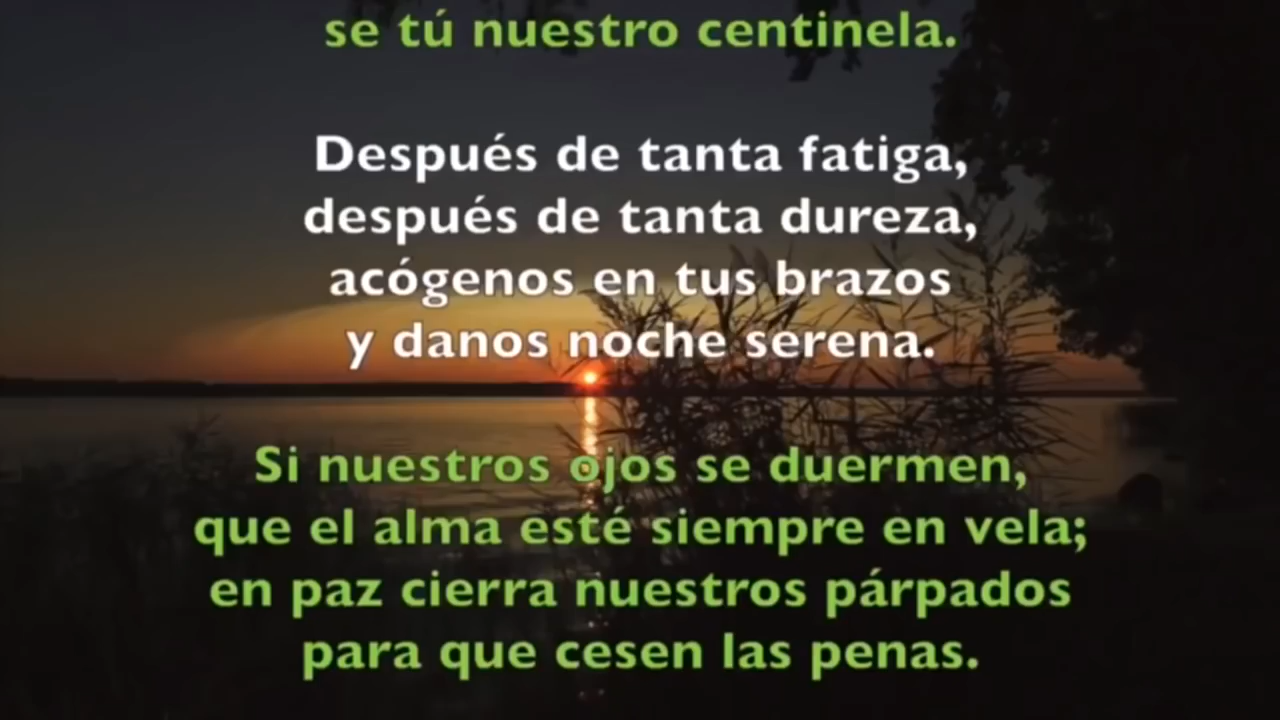 se tú nuestro centinela.
Después de tanta fatiga,
después de tanta dureza,
acógenos en tus brazos
y danos noche serena.
Si nuestros ojos se duermen,
que el alma esté siempre en vela;
en paz cierra nuestros párpados
para que cesen las penas.